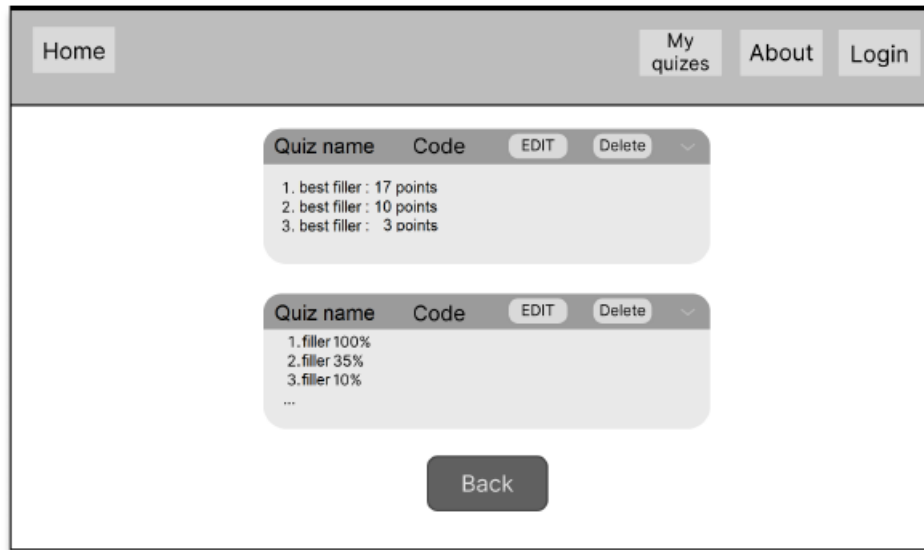 Home
My
quizes
About
Login
Quiz name Code EDIT Delete
1. best filler : 17 points
2. best filler : 10 points
3. best filler : 3 points
Quiz name Code EDIT Delete
1.filler 100%
2.filler 35%
3.filler 10%
...
Back